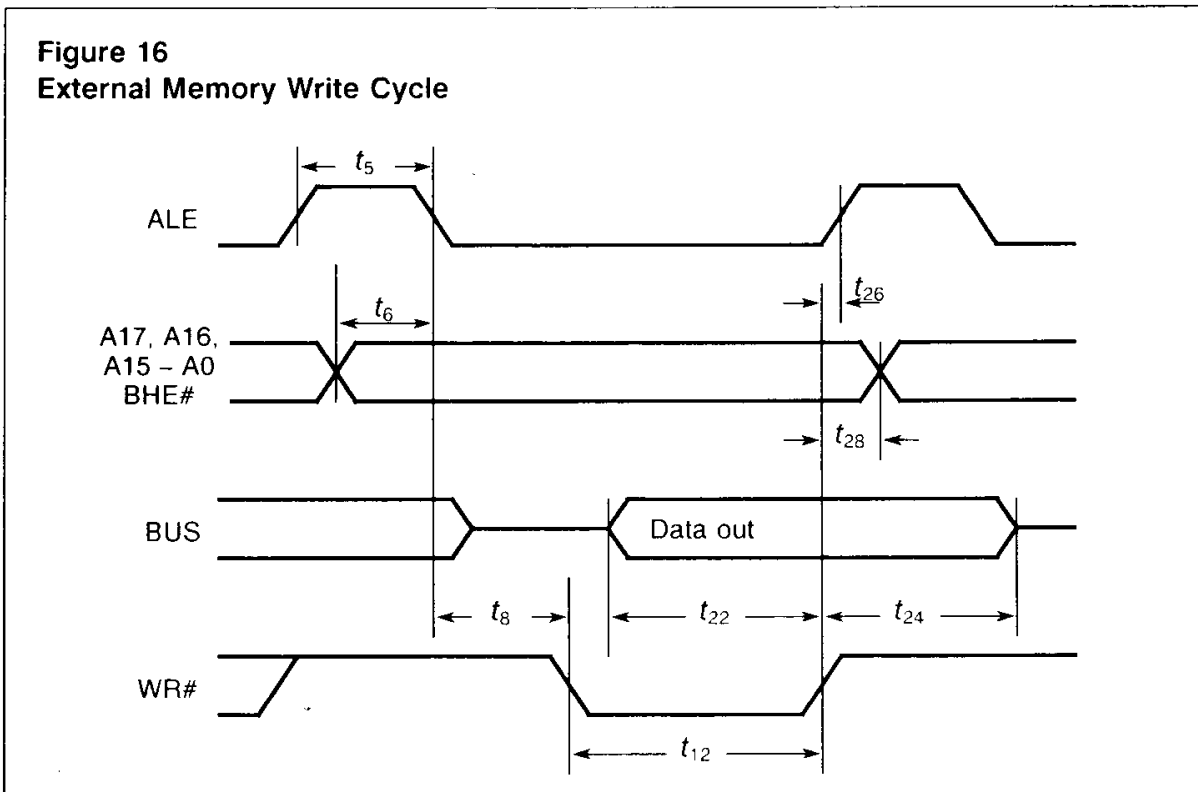 Figure 16
External Memory Write Cycle
t5
ALE
t26
t6
A17, A16,
A15 – A0
BHE#
t28
BUS
Data out
t8
t22
t24
WR#
t12